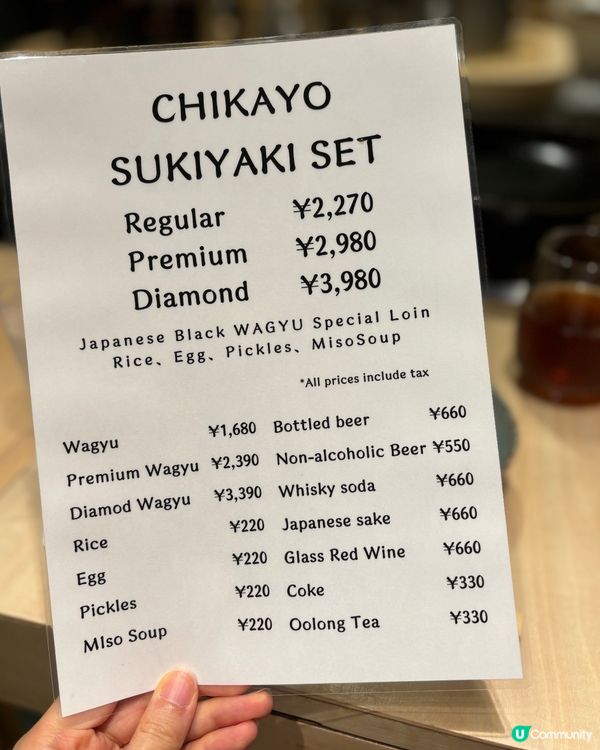 CHIKAYO
SUKIYAKI SET
Regular ¥2,270
Premium ¥2,980
Diamond ¥3,980
Japanese Black WAGYU Special Loin
Rice、Egg、Pickles、MisoSoup
*All prices include tax
Wagyu ¥1,680
Premium Wagyu ¥2,390
Diamod Wagyu ¥3,390
Rice ¥220
Egg ¥220
Pickles ¥220
MIso Soup ¥220
Bottled beer ¥660
Non-alcoholic Beer ¥550
Whisky soda ¥660
Japanese sake ¥660
Glass Red Wine ¥660
Coke ¥330
Oolong Tea ¥330
U Community